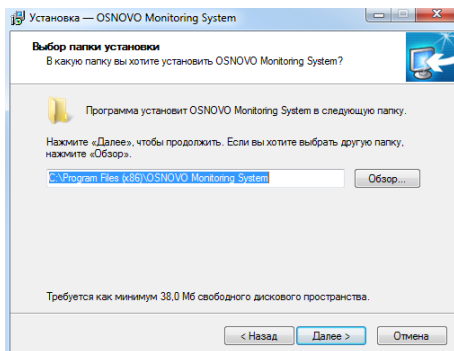 Установка — OSNOVO Monitoring System
Выбор папки установки
В какую папку вы хотите установить OSNOVO Monitoring System?
Программа установит OSNOVO Monitoring System в следующую папку.
Нажмите «Далее», чтобы продолжить. Если вы хотите выбрать другую папку,
нажмите «Обзор».
C:\Program Files (x86)\OSNOVO Monitoring System
Обзор...
Требуется как минимум 38,0 Мб свободного дискового пространства.
< Назад
Далее >
Отмена